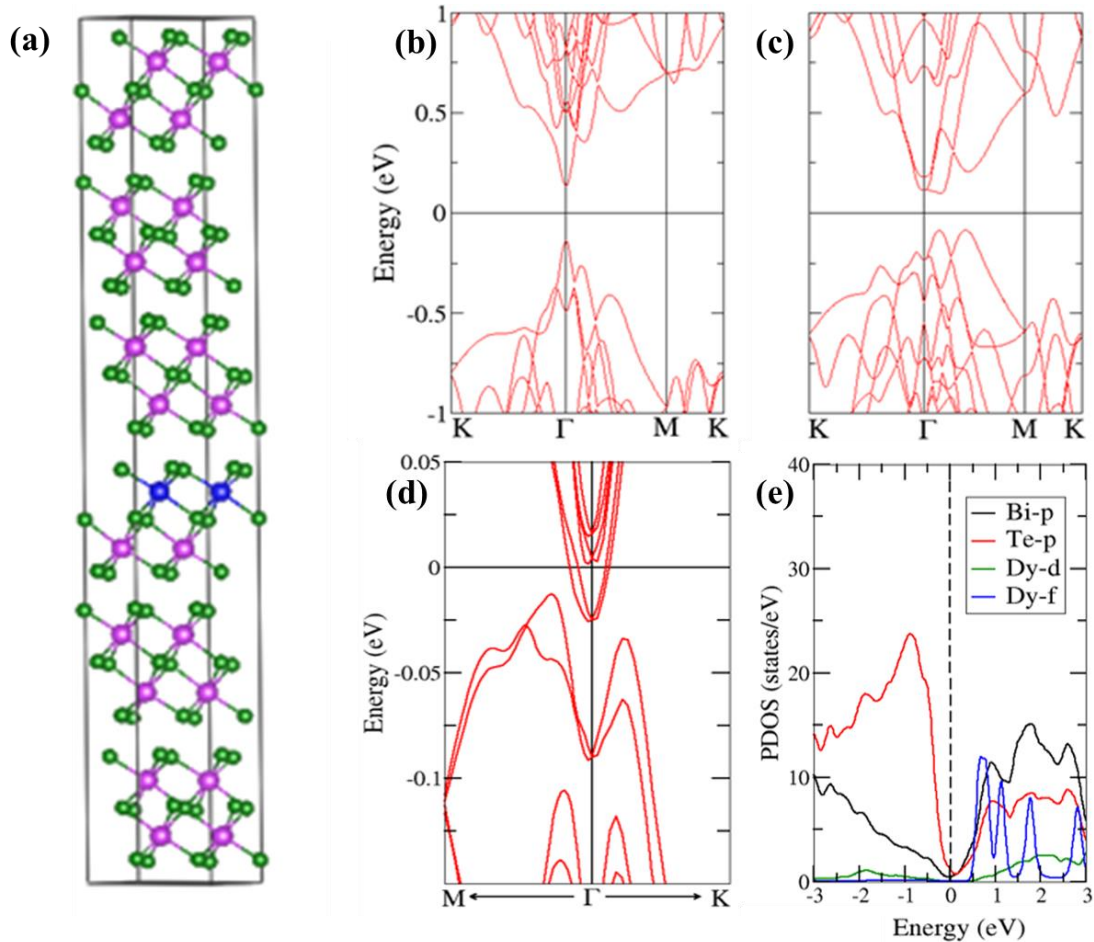 (a)
(b)
(c)
1
0.5
0
-0.5
-1
Energy (eV)
K Γ M K
K Γ M K
(d)
0.05
0
-0.05
-0.1
Energy (eV)
M Γ K
(e)
40
30
20
10
0
PDOS (states/eV)
Bi-p
Te-p
Dy-d
Dy-f
-3 -2 -1 0 1 2 3
Energy (eV)